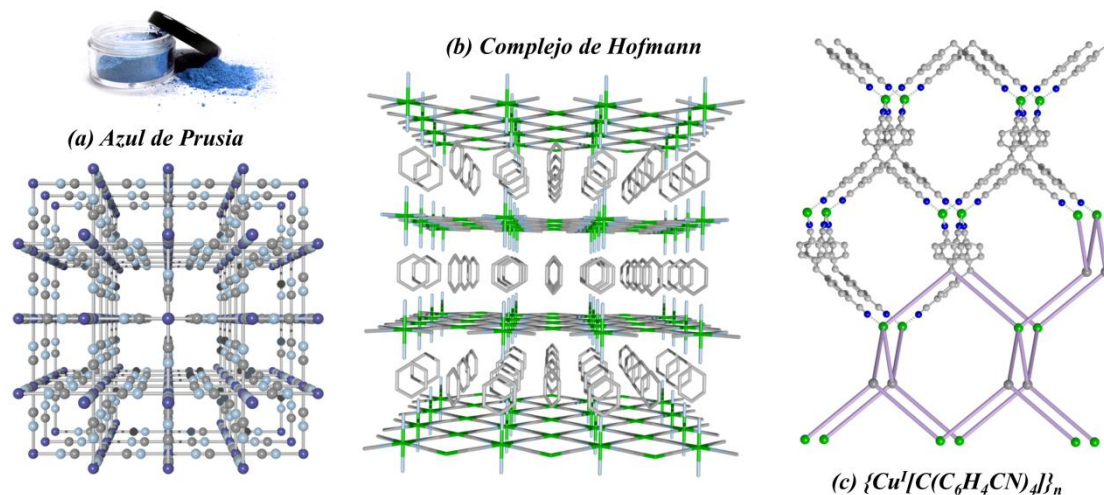 (a) Azul de Prusia
(b) Complejo de Hofmann
(c) {Cuᴵ[C(C₆H₄CN)₄]}ₙ